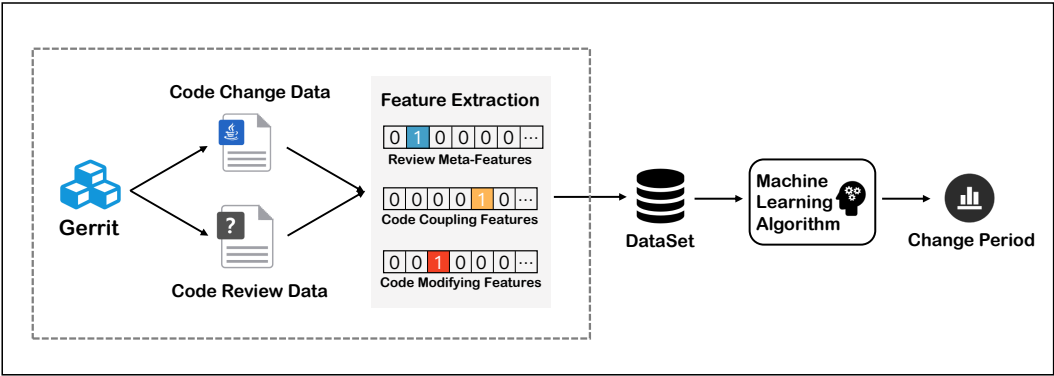 Code Change Data
Gerrit
?
Code Review Data
Feature Extraction
0 1 0 0 0 0 ...
Review Meta-Features
0 0 0 0 1 0 ...
Code Coupling Features
0 0 1 0 0 0 ...
Code Modifying Features
DataSet
Machine
Learning
Algorithm
Change Period